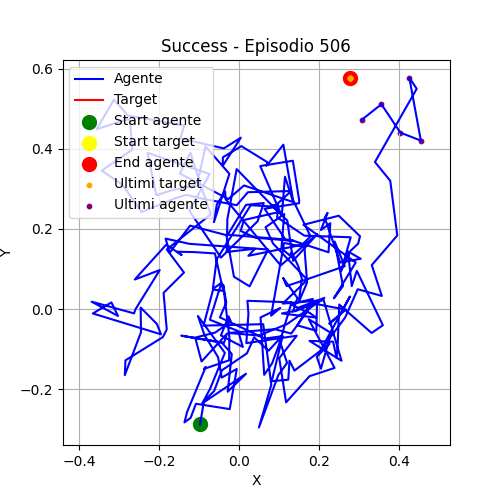 Success - Episodio 506
Agente
Target
Start agente
Start target
End agente
Ultimi target
Ultimi agente
0.6
0.4
0.2
0.0
−0.2
Y
−0.4
−0.2
0.0
0.2
0.4
X